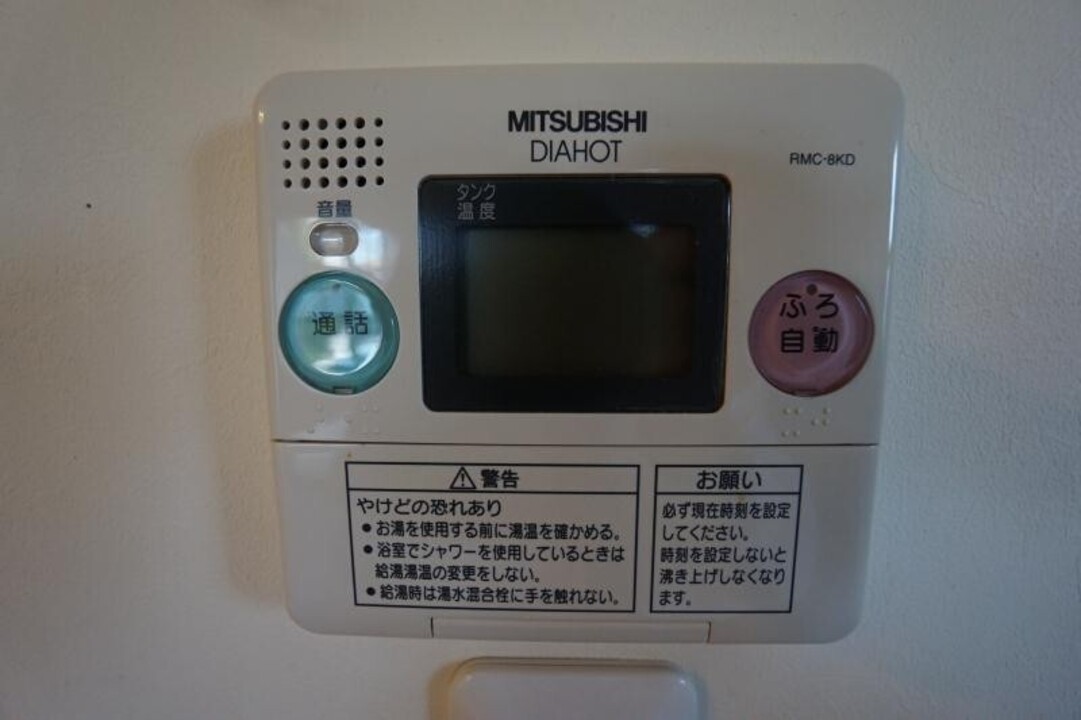 MITSUBISHI
DIAHOT
RMC-8KD
タンク
温度
音量
通話
ふろ
自動
⚠警告
やけどの恐れあり
●お湯を使用する前に湯温を確かめる。
●浴室でシャワーを使用しているときは
給湯湯温の変更をしない。
●給湯時は湯水混合栓に手を触れない。
お願い
必ず現在時刻を設定
してください。
時刻を設定しないと
沸き上げしなくなり
ます。